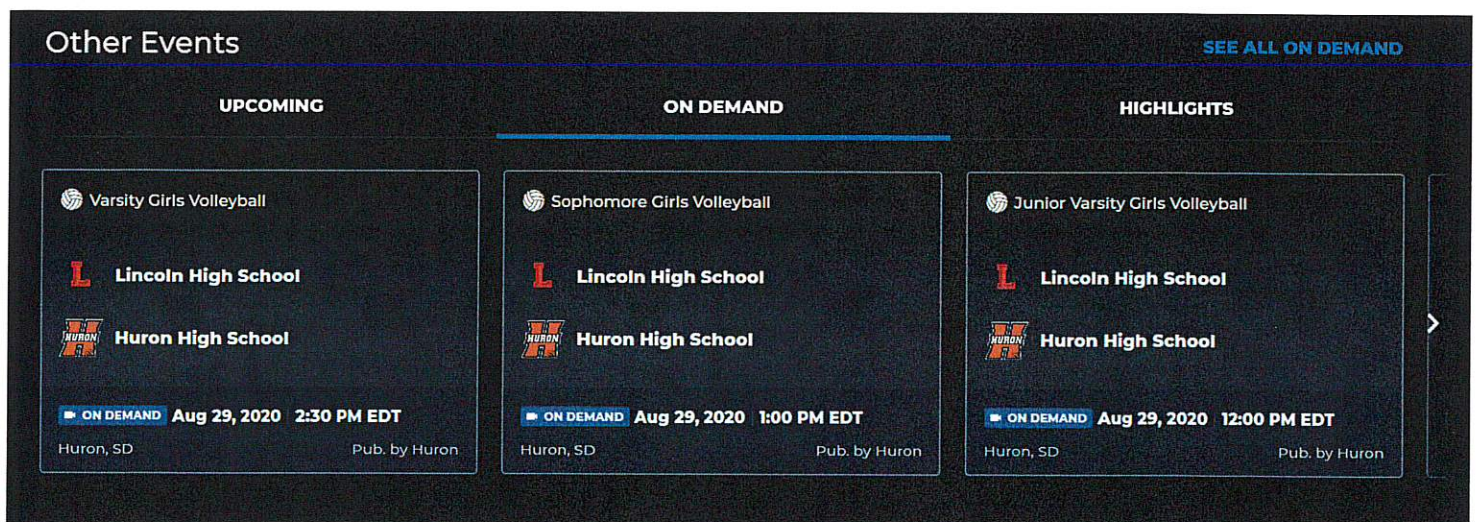 Other Events
SEE ALL ON DEMAND
UPCOMING
ON DEMAND
HIGHLIGHTS
Varsity Girls Volleyball
L Lincoln High School
HURON Huron High School
ON DEMAND Aug 29, 2020 2:30 PM EDT
Huron, SD Pub. by Huron
Sophomore Girls Volleyball
L Lincoln High School
HURON Huron High School
ON DEMAND Aug 29, 2020 1:00 PM EDT
Huron, SD Pub. by Huron
Junior Varsity Girls Volleyball
L Lincoln High School
HURON Huron High School
ON DEMAND Aug 29, 2020 12:00 PM EDT
Huron, SD Pub. by Huron